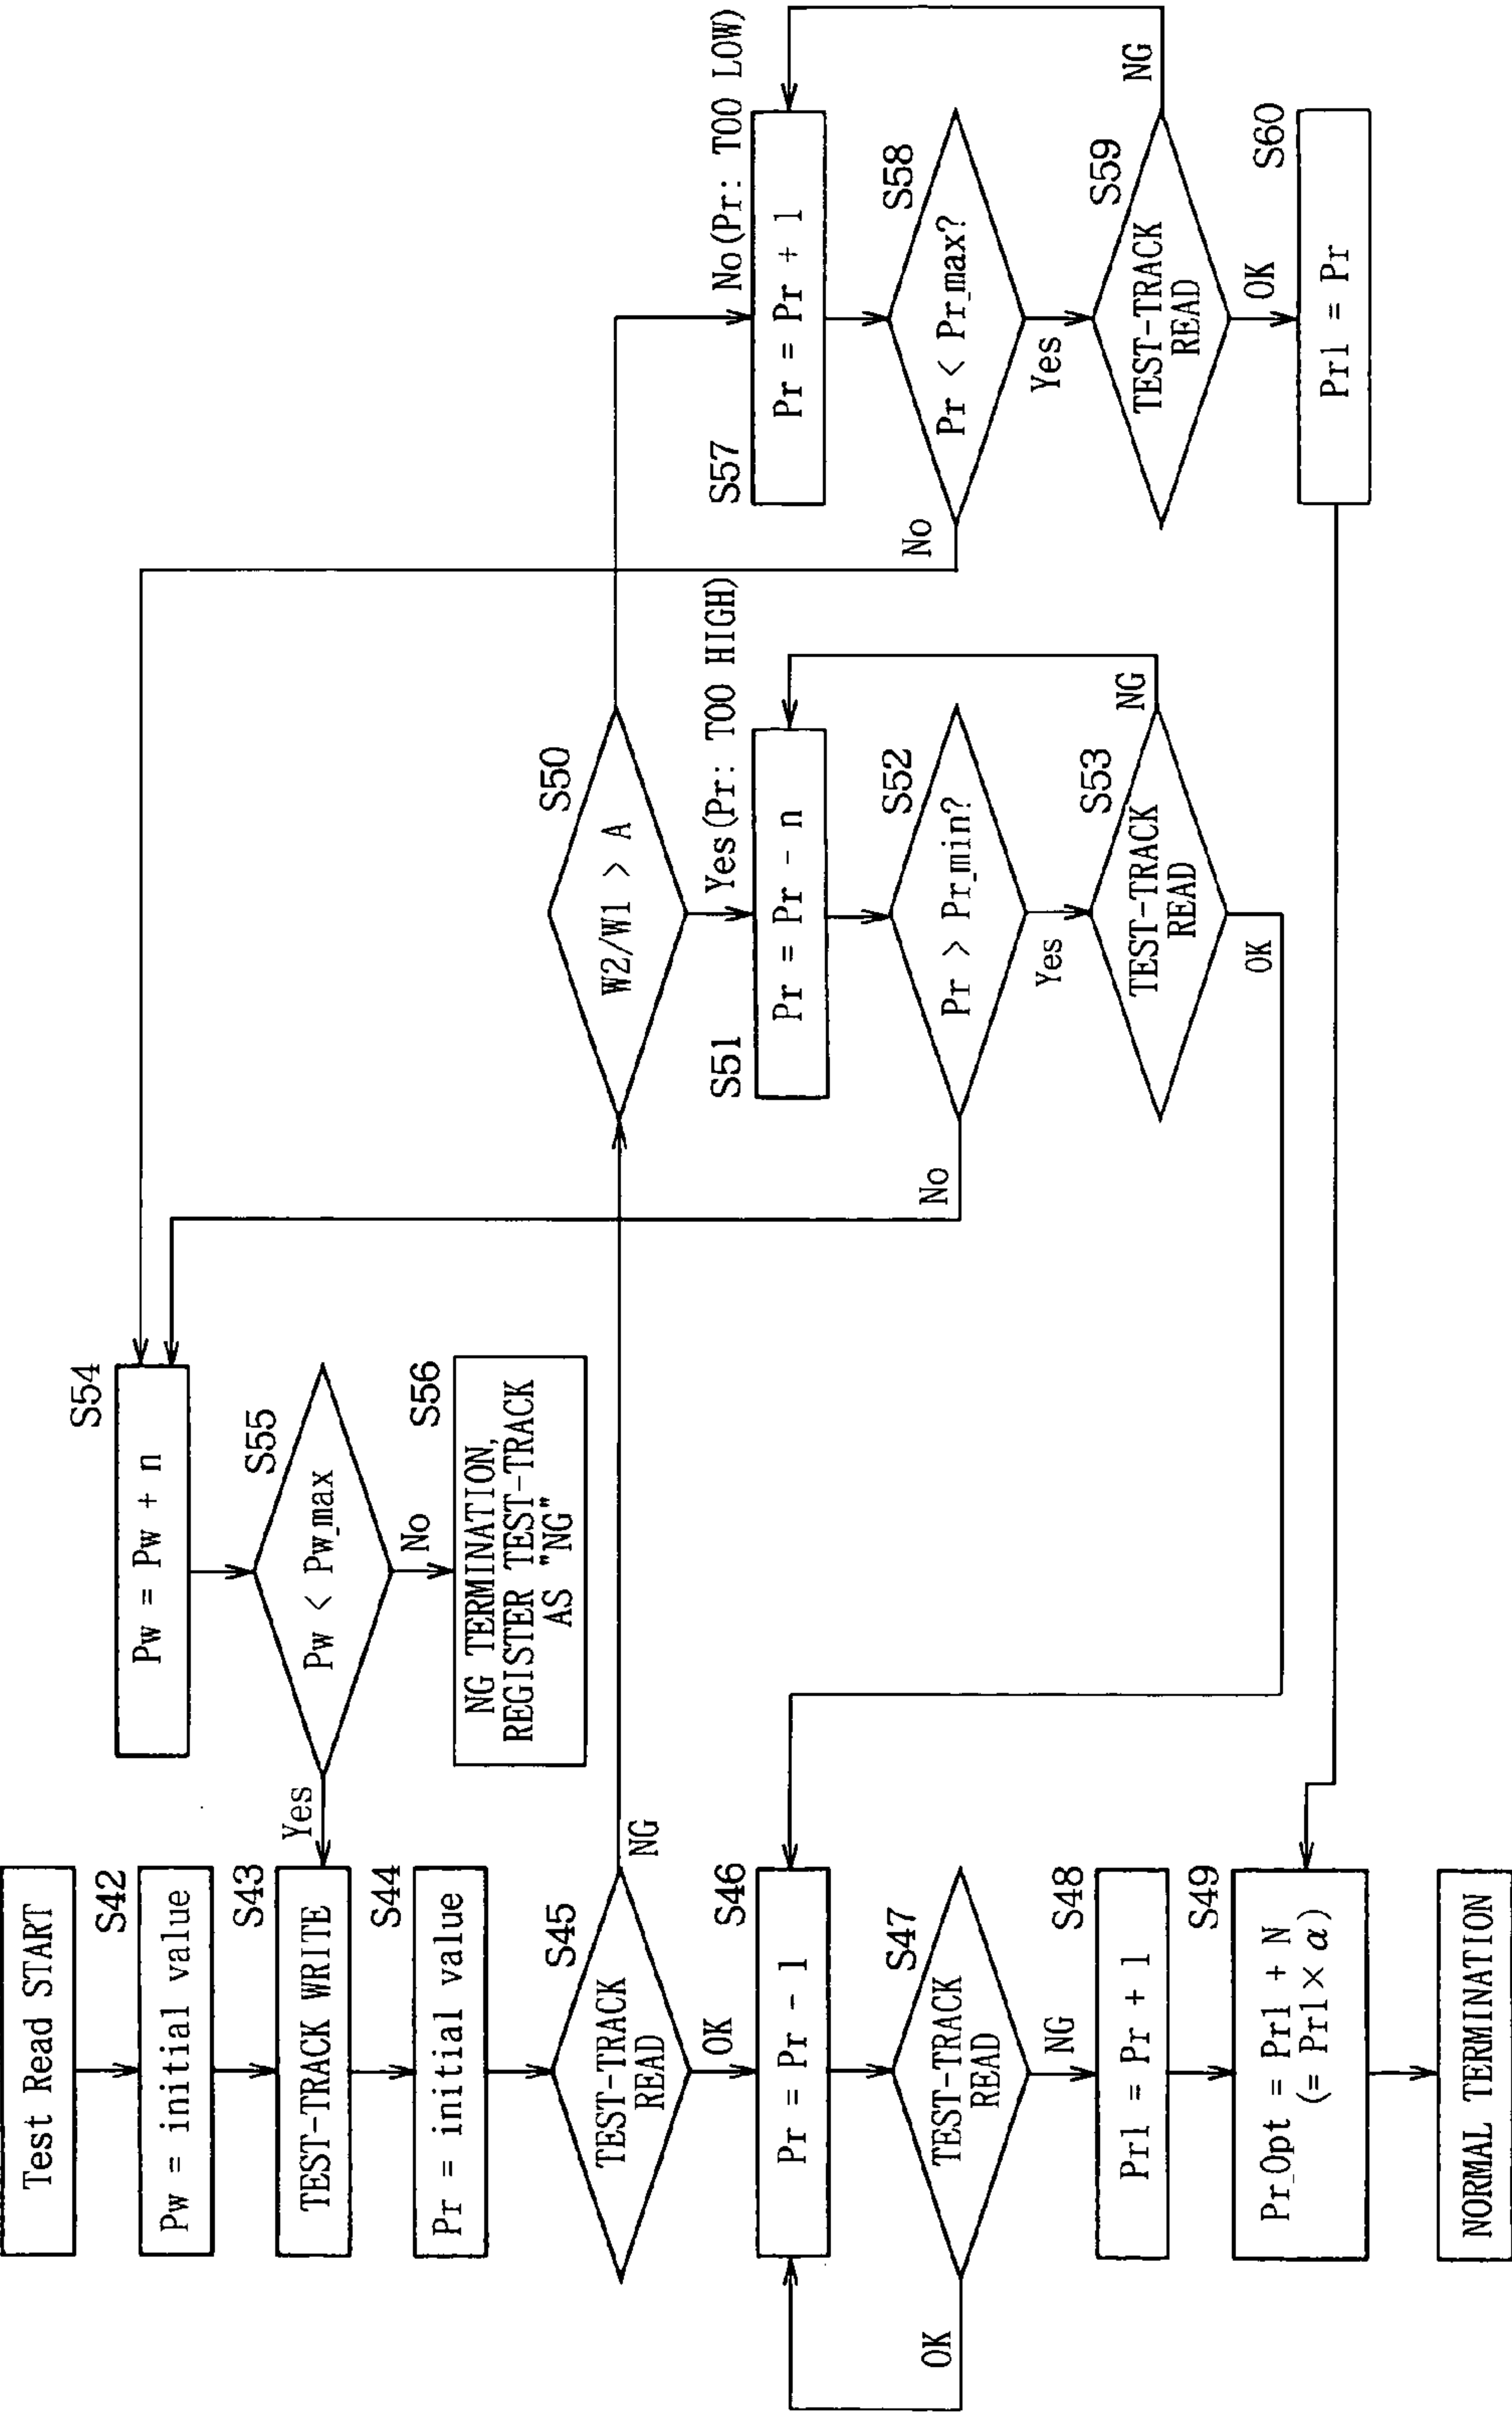 Test Read START
S42
Pw = initial value
S43
TEST-TRACK WRITE
S44
Pr = initial value
S45
TEST-TRACK
READ
NG
OK
S46
Pr = Pr - 1
S47
TEST-TRACK
READ
OK
NG
S48
Pr1 = Pr + 1
S49
Pr_Opt = Pr1 + N
(= Pr1 × α)
NORMAL TERMINATION
S54
Pw = Pw + n
S55
Pw < Pw_max
Yes
No
S56
NG TERMINATION,
REGISTER TEST-TRACK
AS "NG"
S50
W2/W1 > A
Yes(Pr: TOO HIGH)
S51
Pr = Pr - n
S52
Pr > Pr_min?
No
Yes
S53
TEST-TRACK
READ
NG
OK
No(Pr: TOO LOW)
S57
Pr = Pr + 1
S58
Pr < Pr_max?
No
Yes
S59
TEST-TRACK
READ
NG
OK
S60
Pr1 = Pr